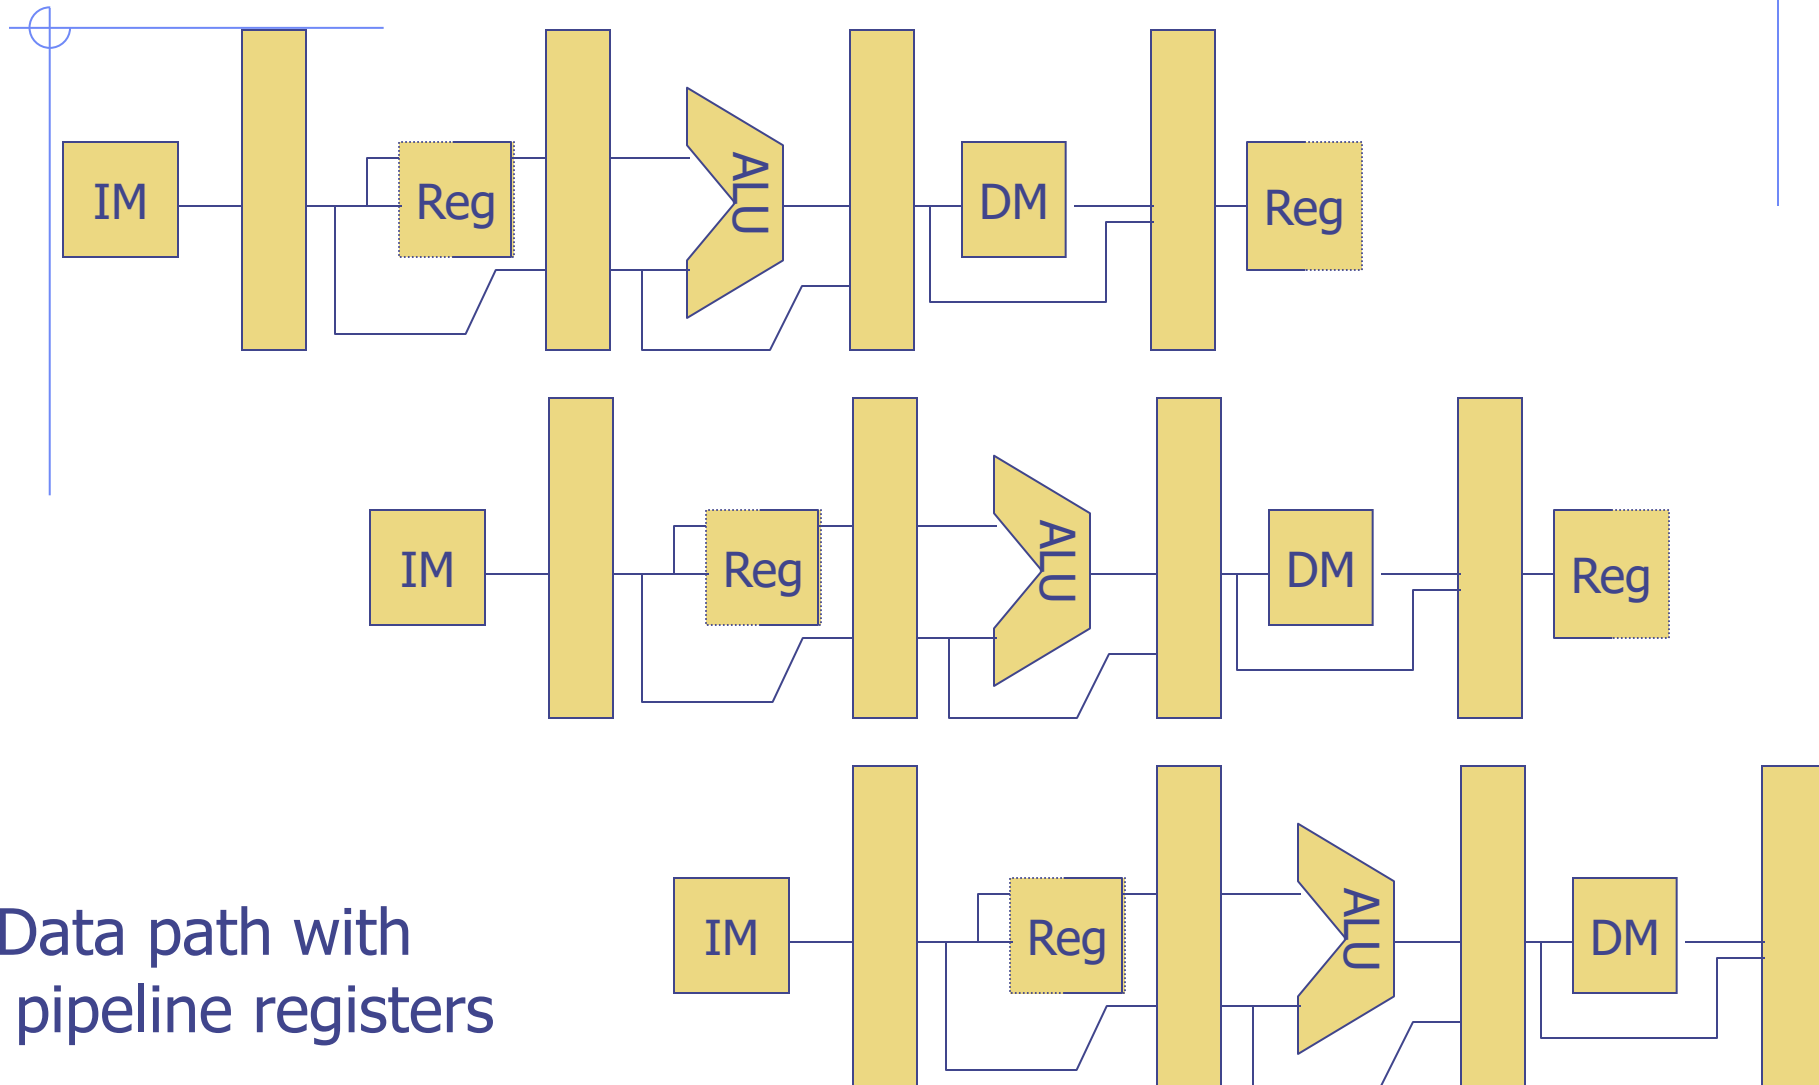 IM Reg ALU DM Reg
IM Reg ALU DM Reg
IM Reg ALU DM
Data path with
pipeline registers